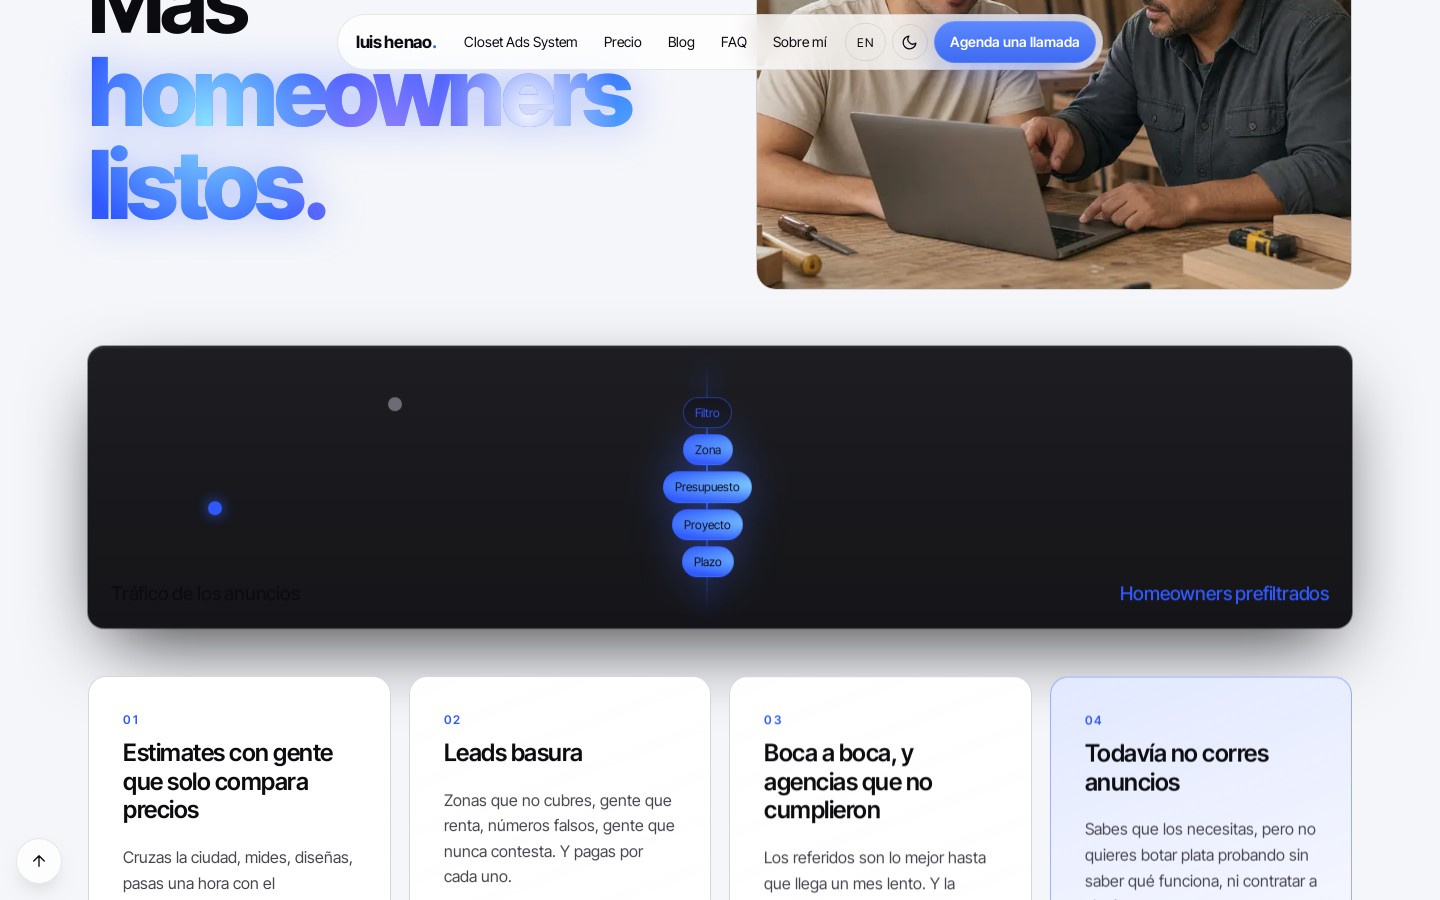 Más
luis henao.
Closet Ads System
Precio
Blog
FAQ
Sobre mí
EN
Agenda una llamada
homeowners
listos.
Filtro
Zona
Presupuesto
Proyecto
Plazo
Tráfico de los anuncios
Homeowners prefiltrados
01
Estimates con gente
que solo compara
precios
Cruzas la ciudad, mides, diseñas,
pasas una hora con el
02
Leads basura
Zonas que no cubres, gente que
renta, números falsos, gente que
nunca contesta. Y pagas por
cada uno.
03
Boca a boca, y
agencias que no
cumplieron
Los referidos son lo mejor hasta
que llega un mes lento. Y la
04
Todavía no corres
anuncios
Sabes que los necesitas, pero no
quieres botar plata probando sin
saber qué funciona, ni contratar a